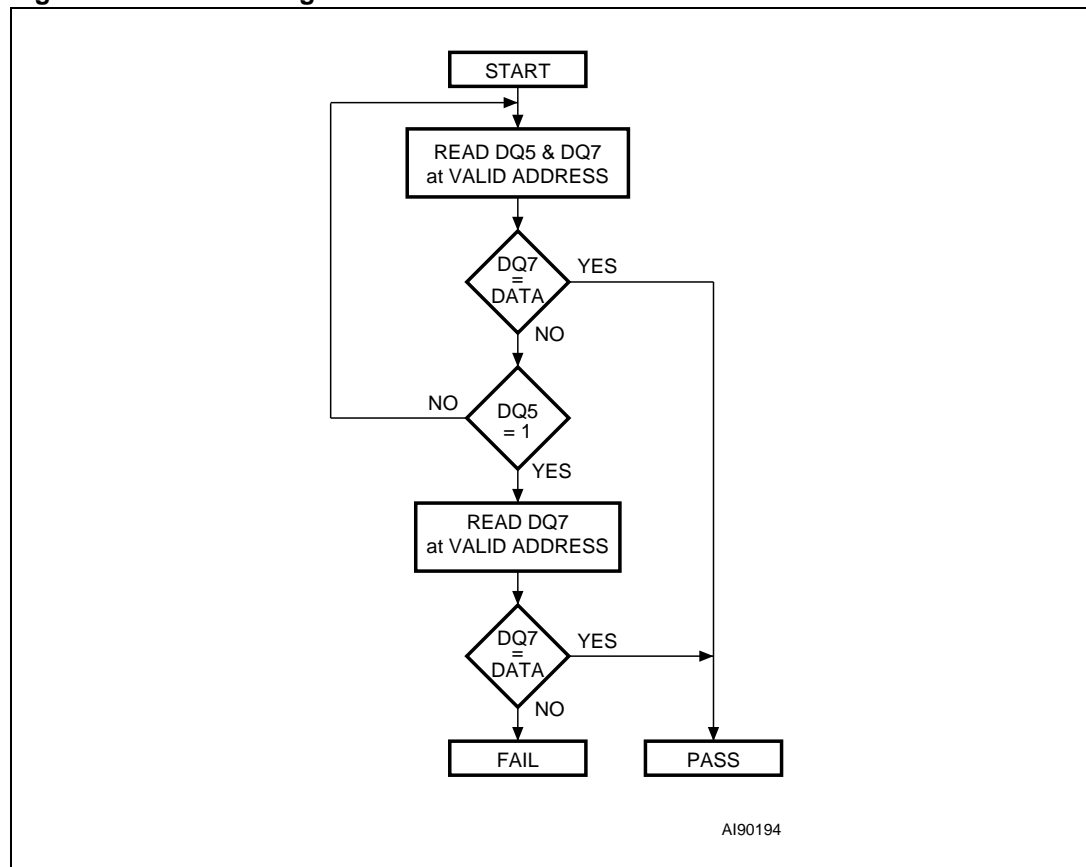 START
READ DQ5 & DQ7
at VALID ADDRESS
DQ7
=
DATA
YES
NO
DQ5
= 1
NO
YES
READ DQ7
at VALID ADDRESS
DQ7
=
DATA
YES
NO
FAIL
PASS
AI90194